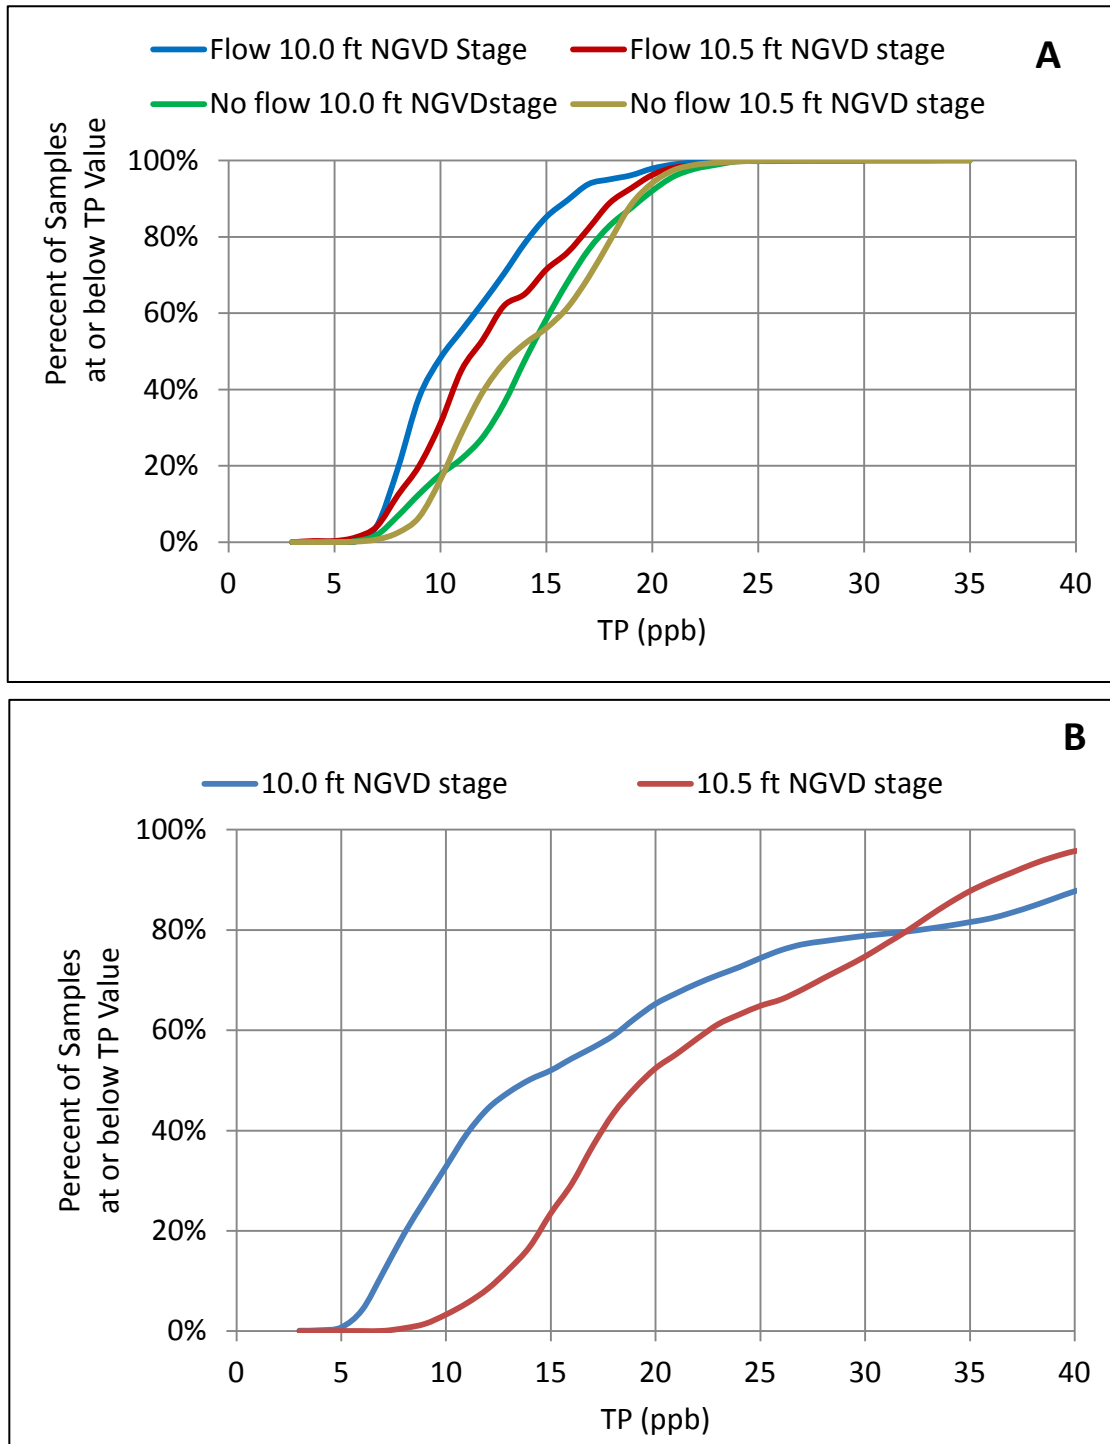 Flow 10.0 ft NGVD Stage
Flow 10.5 ft NGVD stage
A
No flow 10.0 ft NGVDstage
No flow 10.5 ft NGVD stage
Perecent of Samples
at or below TP Value
100%
80%
60%
40%
20%
0%
0 5 10 15 20 25 30 35 40
TP (ppb)
B
10.0 ft NGVD stage
10.5 ft NGVD stage
Perecent of Samples
at or below TP Value
100%
80%
60%
40%
20%
0%
0 5 10 15 20 25 30 35 40
TP (ppb)